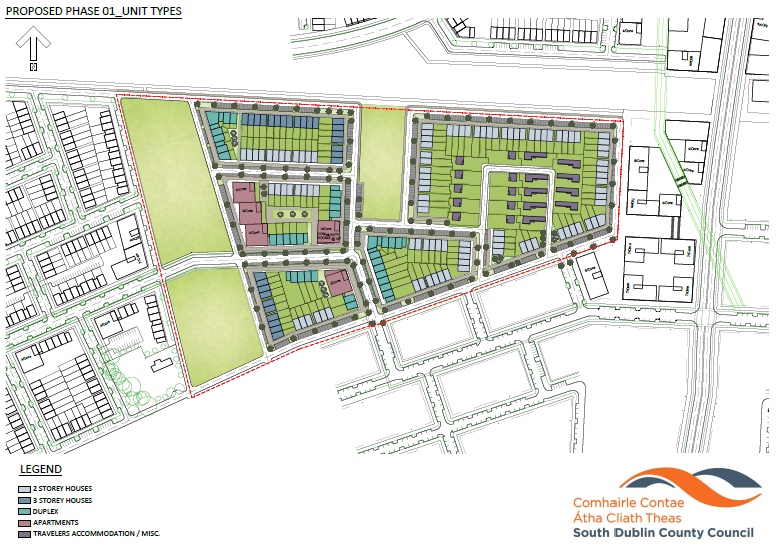 PROPOSED PHASE 01_UNIT TYPES
LEGEND
2 STOREY HOUSES
3 STOREY HOUSES
DUPLEX
APARTMENTS
TRAVELERS ACCOMMODATION / MISC.
Comhairle Contae
Átha Cliath Theas
South Dublin County Council